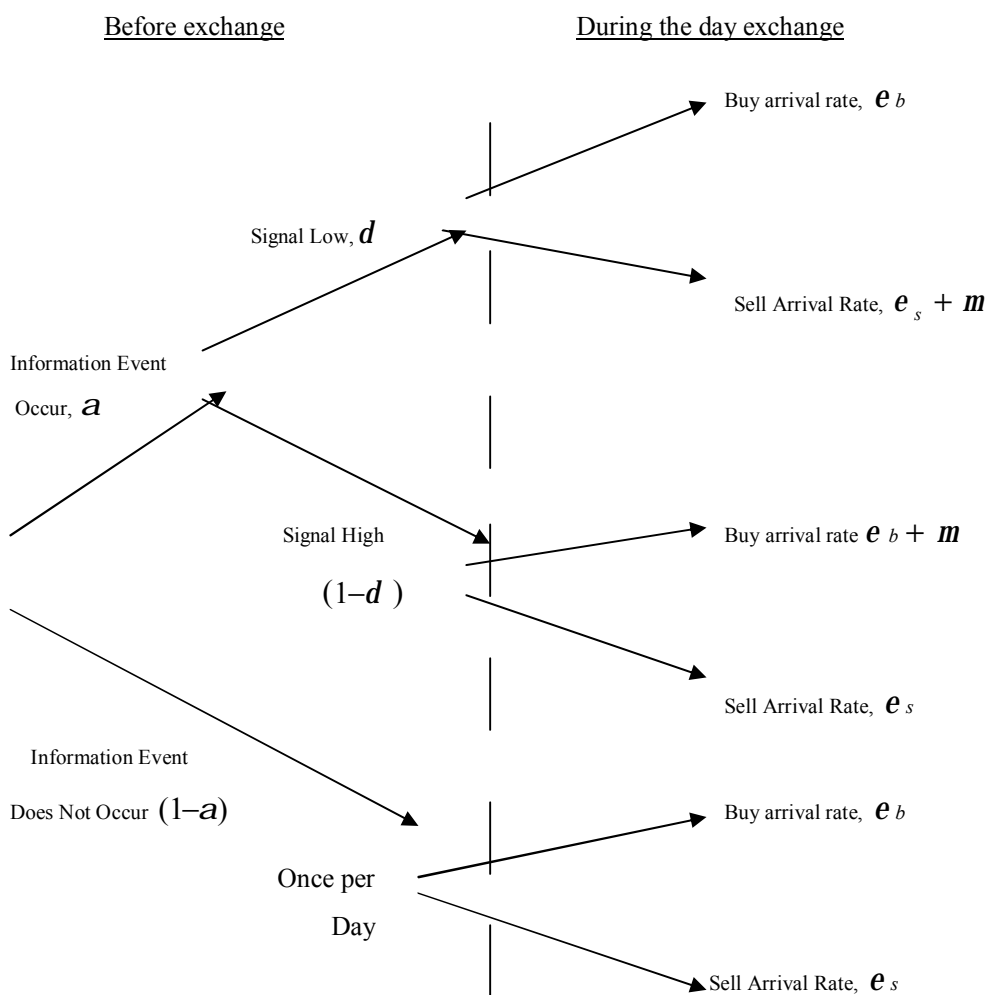 Before exchange
During the day exchange
Buy arrival rate, e b
Signal Low, d
Sell Arrival Rate, e s + m
Information Event
Occur, a
Signal High
(1–d )
Buy arrival rate e b + m
Sell Arrival Rate, e s
Information Event
Does Not Occur (1–a)
Buy arrival rate, e b
Once per
Day
Sell Arrival Rate, e s